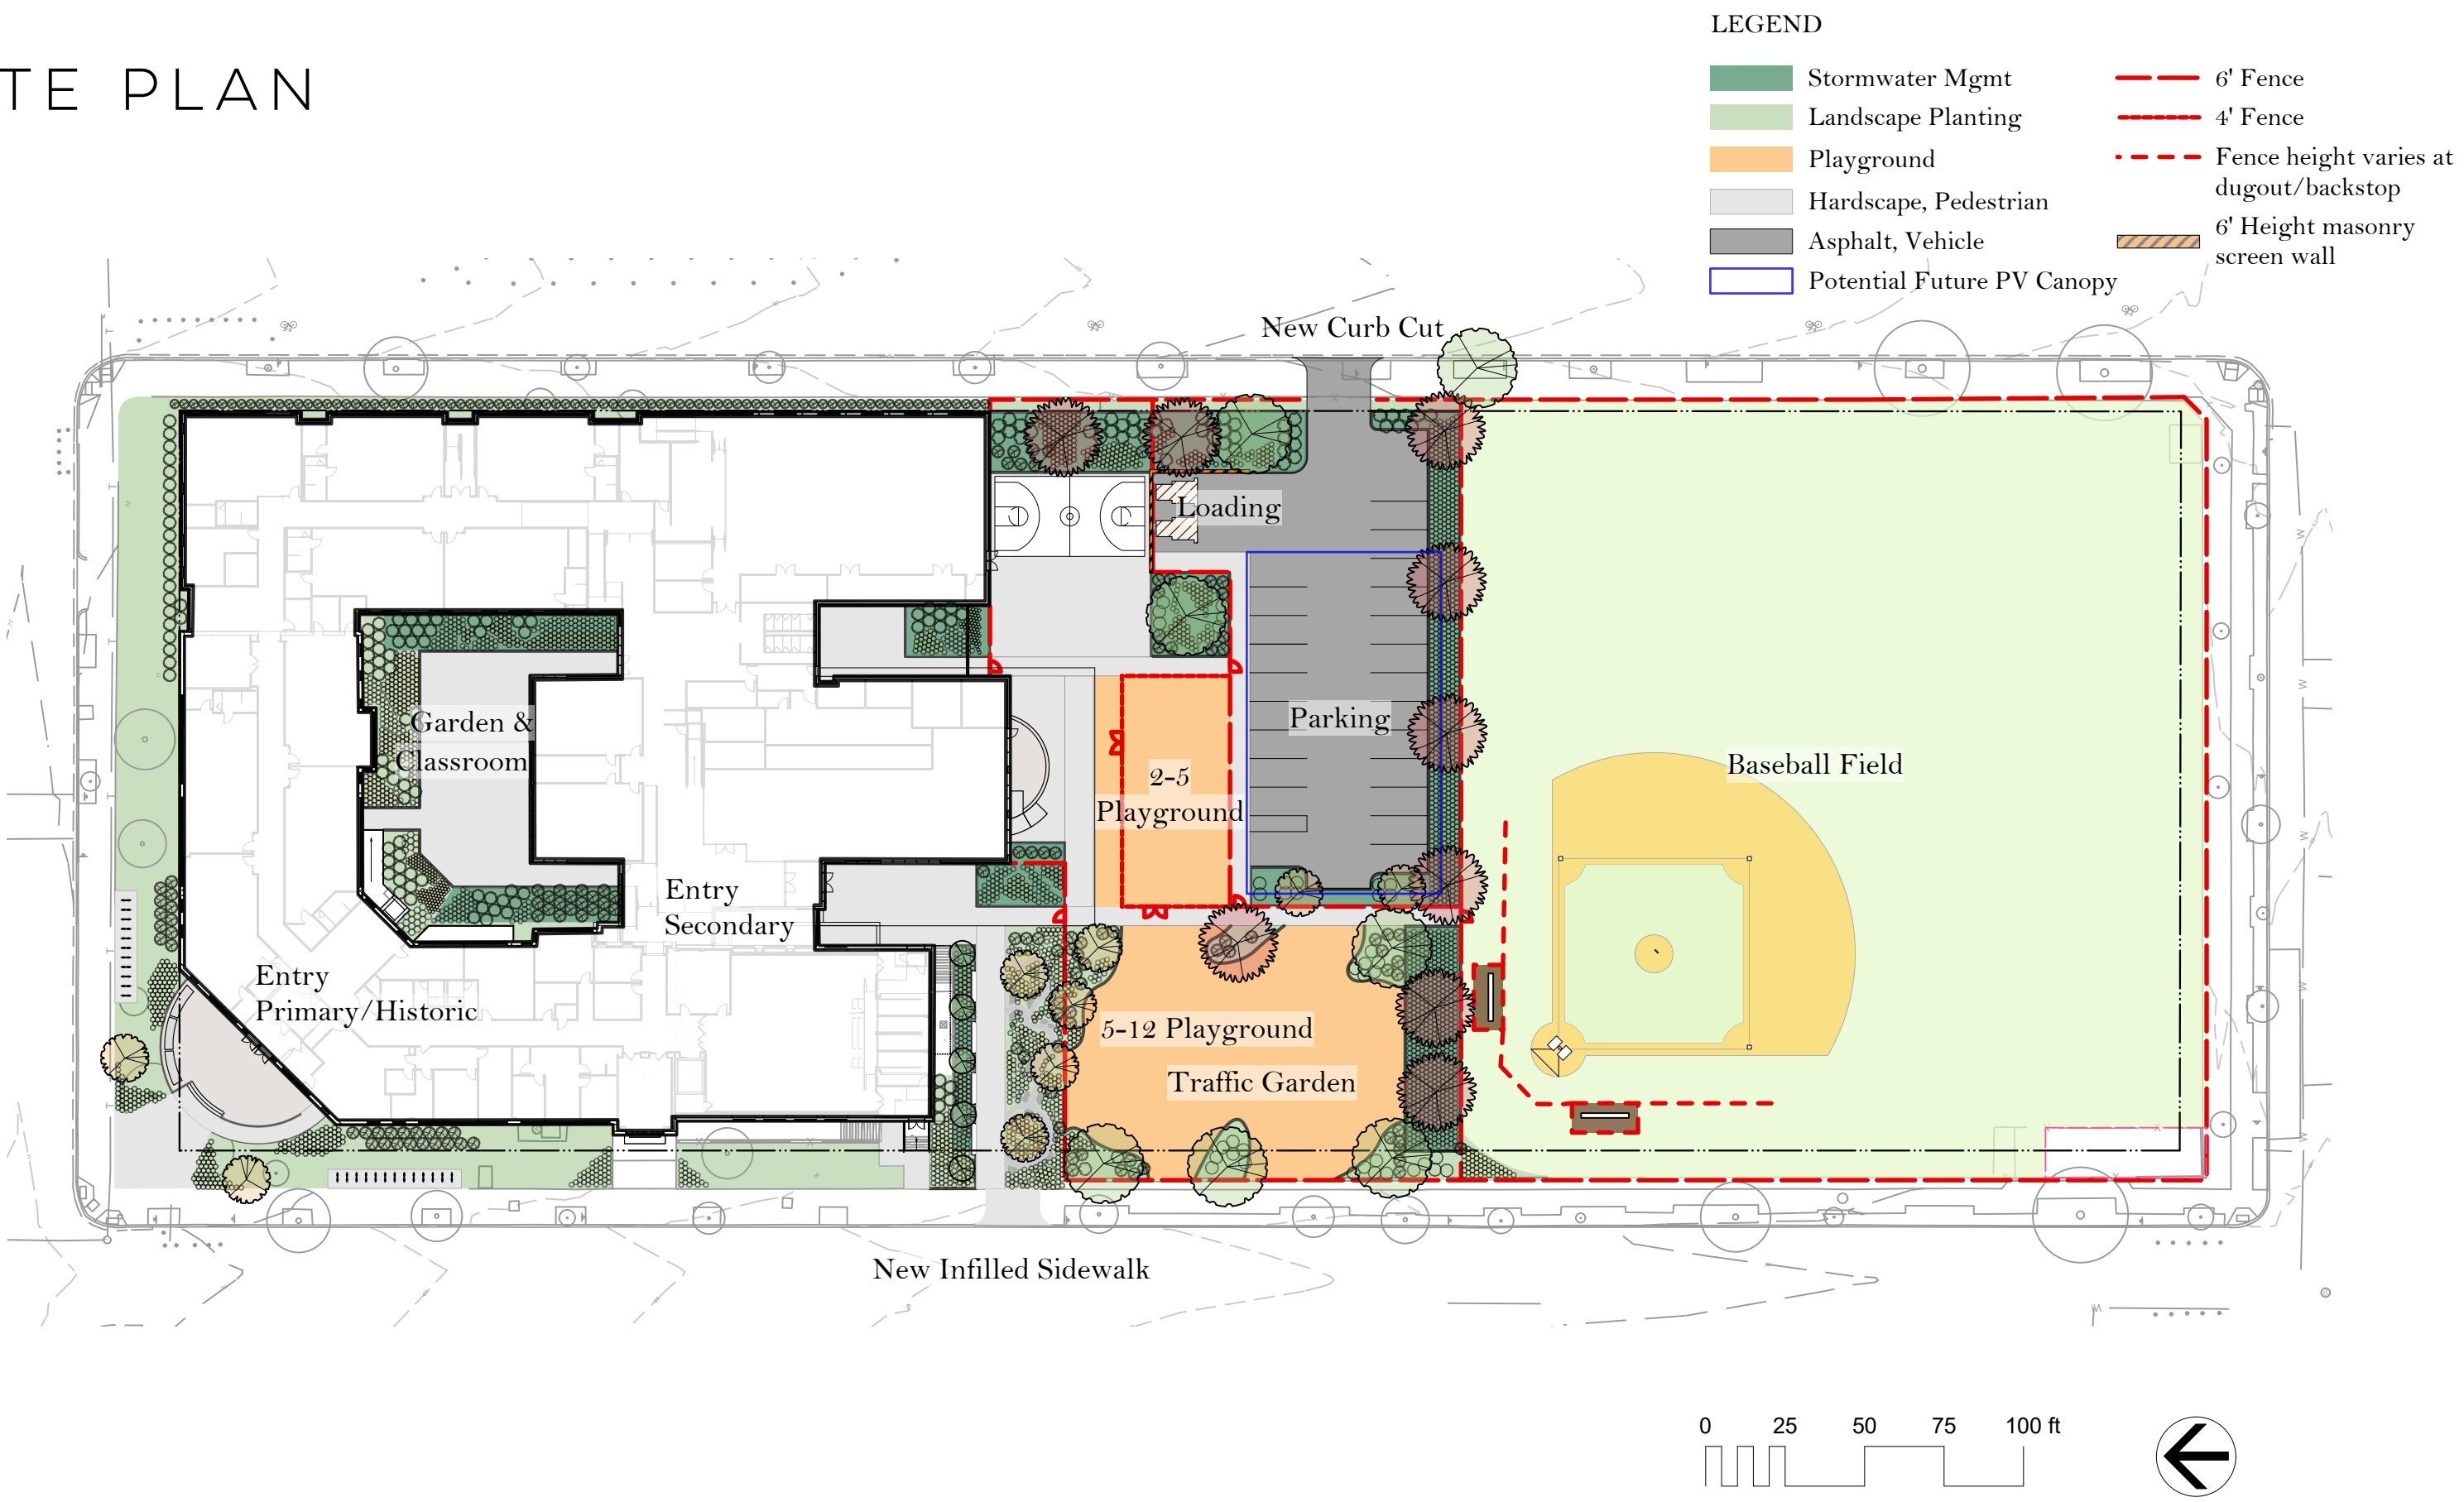 TE PLAN
LEGEND
Stormwater Mgmt
Landscape Planting
Playground
Hardscape, Pedestrian
Asphalt, Vehicle
Potential Future PV Canopy
6' Fence
4' Fence
Fence height varies at
dugout/backstop
6' Height masonry
screen wall
New Curb Cut
Loading
Garden &
Classroom
Parking
2-5
Playground
Baseball Field
Entry
Secondary
Entry
Primary/Historic
5-12 Playground
Traffic Garden
New Infilled Sidewalk
0 25 50 75 100 ft